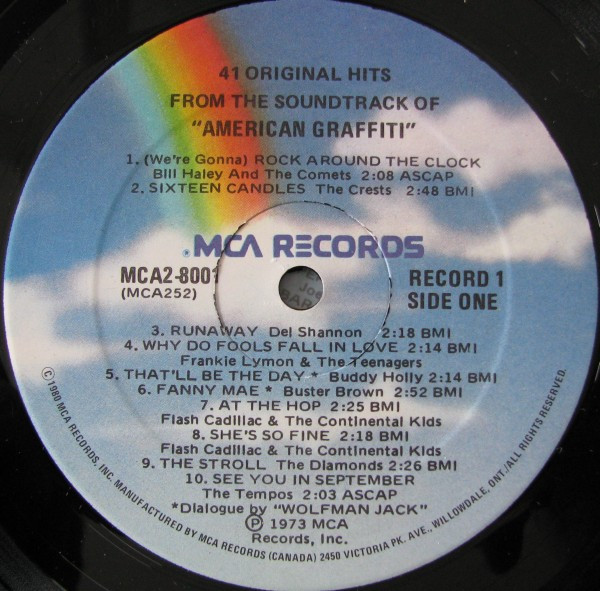 41 ORIGINAL HITS
FROM THE SOUNDTRACK OF
"AMERICAN GRAFFITI"
1. (We're Gonna) ROCK AROUND THE CLOCK
Bill Haley And The Comets 2:08 ASCAP
2. SIXTEEN CANDLES The Crests 2:48 BMI
MCA RECORDS
MCA2-8001
(MCA252)
RECORD 1
SIDE ONE
3. RUNAWAY Del Shannon 2:18 BMI
4. WHY DO FOOLS FALL IN LOVE 2:14 BMI
Frankie Lymon & The Teenagers
5. THAT'LL BE THE DAY * Buddy Holly 2:14 BMI
6. FANNY MAE * Buster Brown 2:52 BMI
7. AT THE HOP 2:25 BMI
Flash Cadillac & The Continental Kids
8. SHE'S SO FINE 2:18 BMI
Flash Cadillac & The Continental Kids
9. THE STROLL The Diamonds 2:26 BMI
10. SEE YOU IN SEPTEMBER
The Tempos 2:03 ASCAP
*Dialogue by "WOLFMAN JACK"
Ⓟ 1973 MCA
Records, Inc.
© 1980 MCA RECORDS, INC. MANUFACTURED BY MCA RECORDS (CANADA) 2450 VICTORIA PK. AVE., WILLOWDALE, ONT./ALL RIGHTS RESERVED.